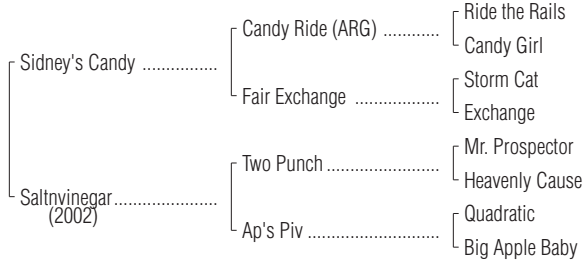 Ride the Rails
Candy Ride (ARG) ............
Candy Girl
Sidney's Candy ................
Storm Cat
Fair Exchange ..................
Exchange
Mr. Prospector
Two Punch ........................
Heavenly Cause
Saltnvinegar......................
(2002)
Quadratic
Ap's Piv ............................
Big Apple Baby